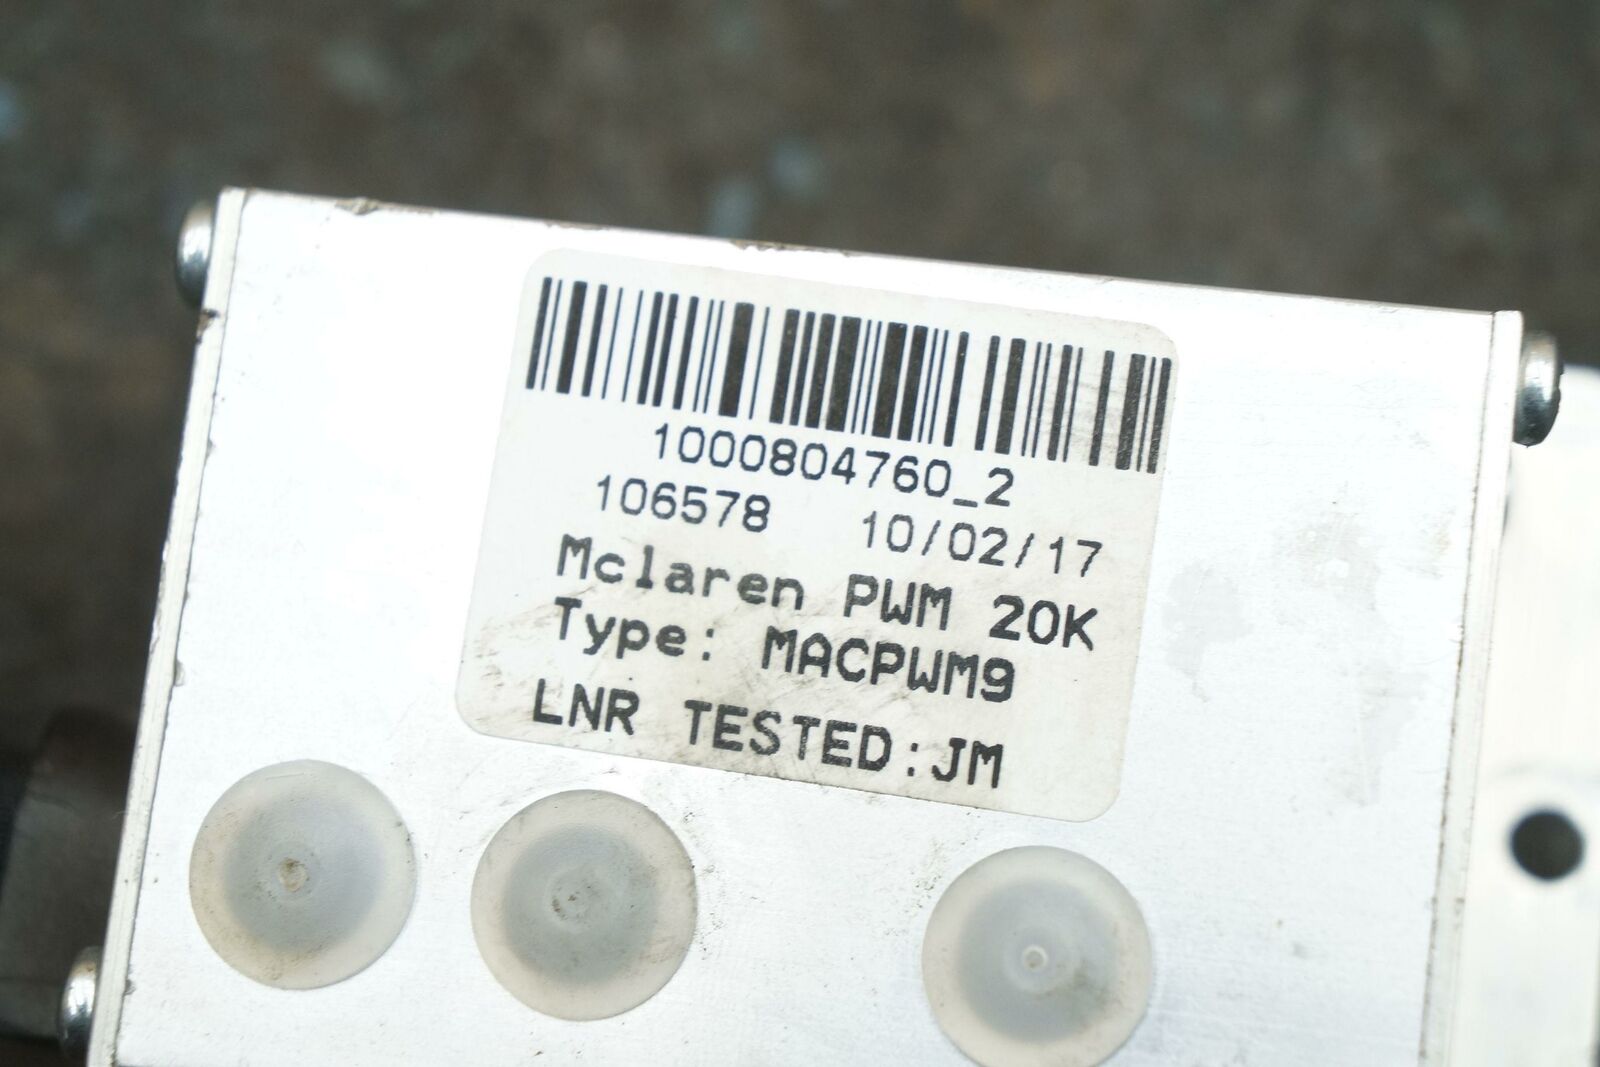 1000804760_2
106578 10/02/17
Mclaren PWM 20K
Type: MACPWM9
LNR TESTED:JM